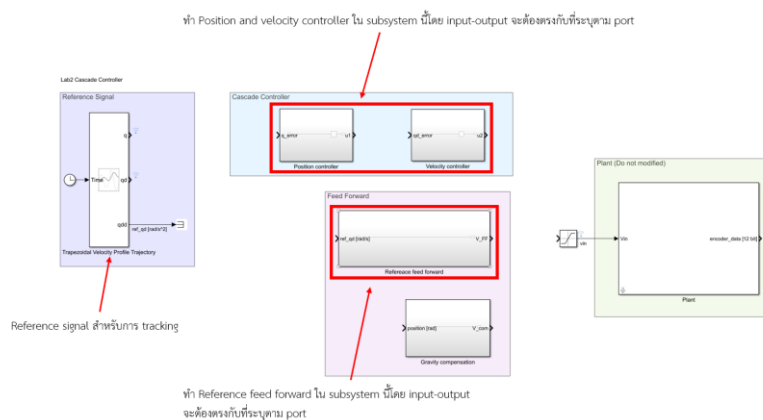 ทำ Position and velocity controller ใน subsystem นี้โดย input-output จะต้องตรงกับที่ระบุตาม port
Lab2 Cascade Controller
Reference Signal
Time
q
qd
qdd
ref_qd [rad/s^2]
Trapezoidal Velocity Profile Trajectory
Cascade Controller
q_error
u1
Position controller
qd_error
u2
Velocity controller
Feed Forward
ref_qd [rad/s]
V_FF
Refereace feed forward
position [rad]
V_com
Gravity compensation
Plant (Do not modified)
vin
Vin
encoder_data [12 bit]
Plant
Reference signal สำหรับการ tracking
ทำ Reference feed forward ใน subsystem นี้โดย input-output
จะต้องตรงกับที่ระบุตาม port